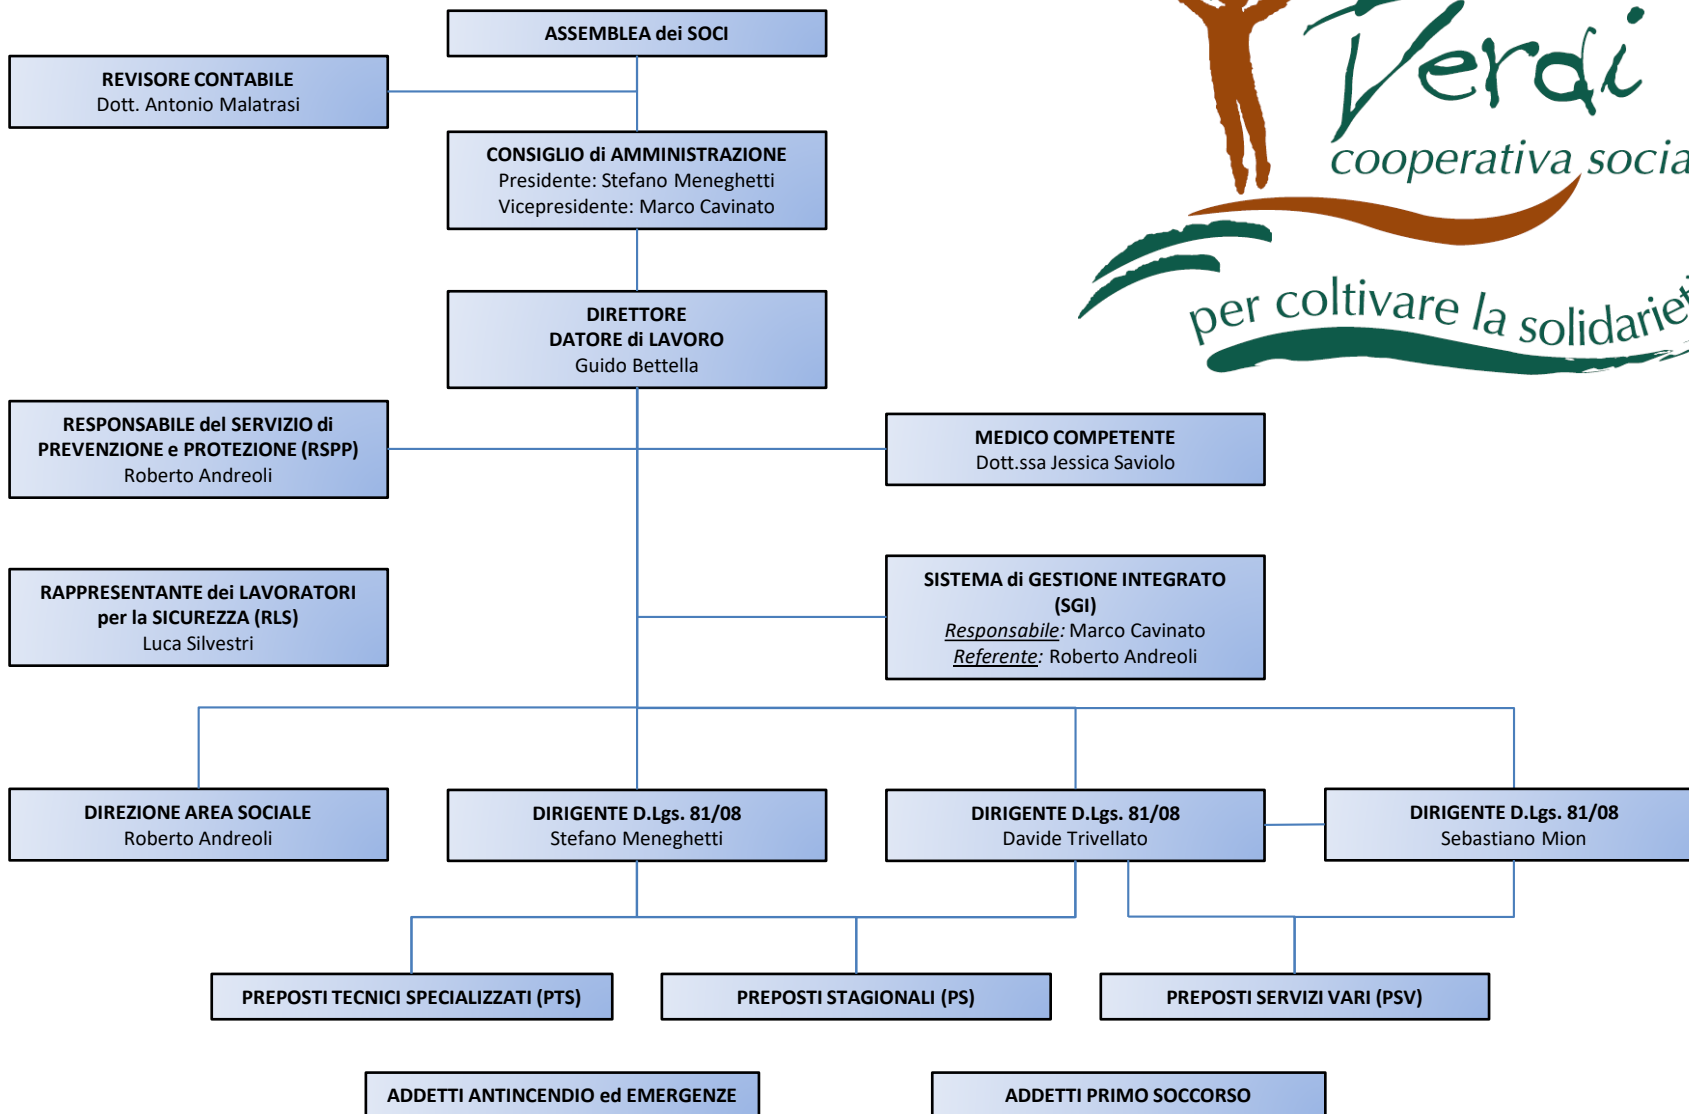 ASSEMBLEA dei SOCI
REVISORE CONTABILE
Dott. Antonio Malatrasi
CONSIGLIO di AMMINISTRAZIONE
Presidente: Stefano Meneghetti
Vicepresidente: Marco Cavinato
Verdi
cooperativa socia
per coltivare la solidariet
DIRETTORE
DATORE di LAVORO
Guido Bettella
RESPONSABILE del SERVIZIO di
PREVENZIONE e PROTEZIONE (RSPP)
Roberto Andreoli
MEDICO COMPETENTE
Dott.ssa Jessica Saviolo
RAPPRESENTANTE dei LAVORATORI
per la SICUREZZA (RLS)
Luca Silvestri
SISTEMA di GESTIONE INTEGRATO
(SGI)
Responsabile: Marco Cavinato
Referente: Roberto Andreoli
DIREZIONE AREA SOCIALE
Roberto Andreoli
DIRIGENTE D.Lgs. 81/08
Stefano Meneghetti
DIRIGENTE D.Lgs. 81/08
Davide Trivellato
DIRIGENTE D.Lgs. 81/08
Sebastiano Mion
PREPOSTI TECNICI SPECIALIZZATI (PTS)
PREPOSTI STAGIONALI (PS)
PREPOSTI SERVIZI VARI (PSV)
ADDETTI ANTINCENDIO ed EMERGENZE
ADDETTI PRIMO SOCCORSO